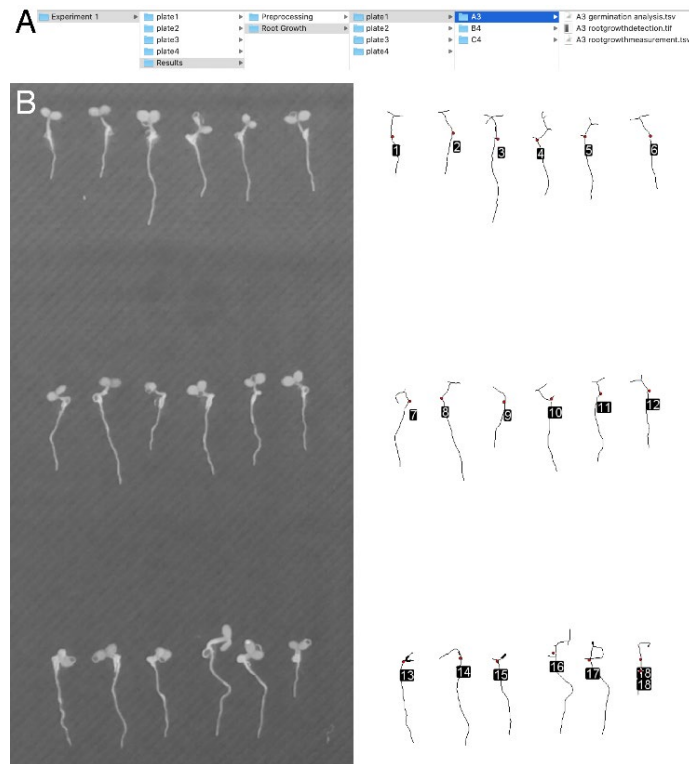 A
Experiment 1
plate1
plate2
plate3
plate4
Results
Preprocessing
Root Growth
plate1
plate2
plate3
plate4
A3
B4
C4
A3 germination analysis.tsv
A3 rootgrowthdetection.tif
A3 rootgrowthmeasurement.tsv
B
1
2
3
4
5
6
7
8
9
10
11
12
13
14
15
16
17
18
18